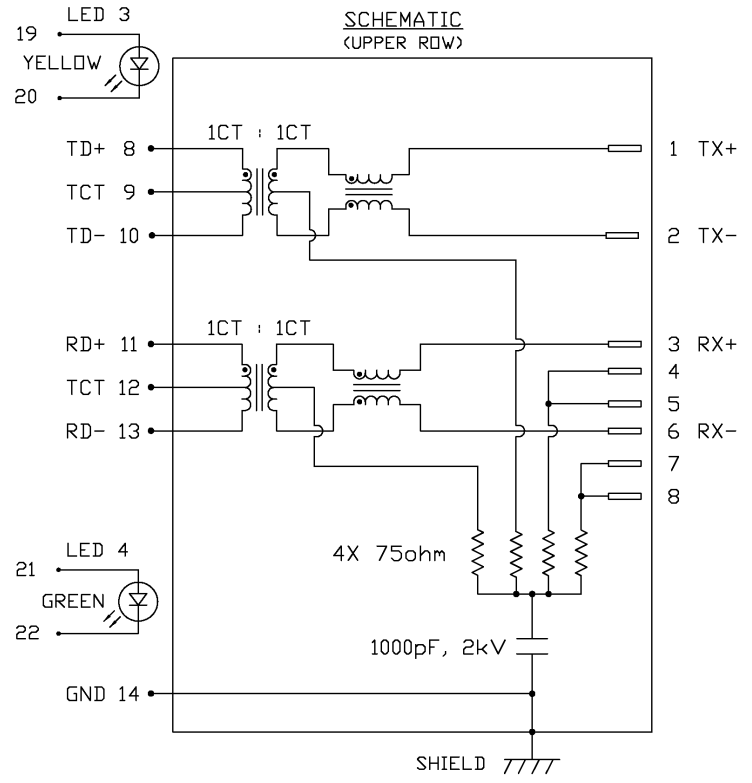 LED 3
SCHEMATIC
(UPPER ROW)
19
YELLOW
20
1CT : 1CT
TD+ 8
1 TX+
TCT 9
TD- 10
2 TX-
1CT : 1CT
RD+ 11
3 RX+
4
TCT 12
5
RD- 13
6 RX-
7
8
LED 4
4X 75ohm
21
GREEN
22
1000pF, 2kV
GND 14
SHIELD